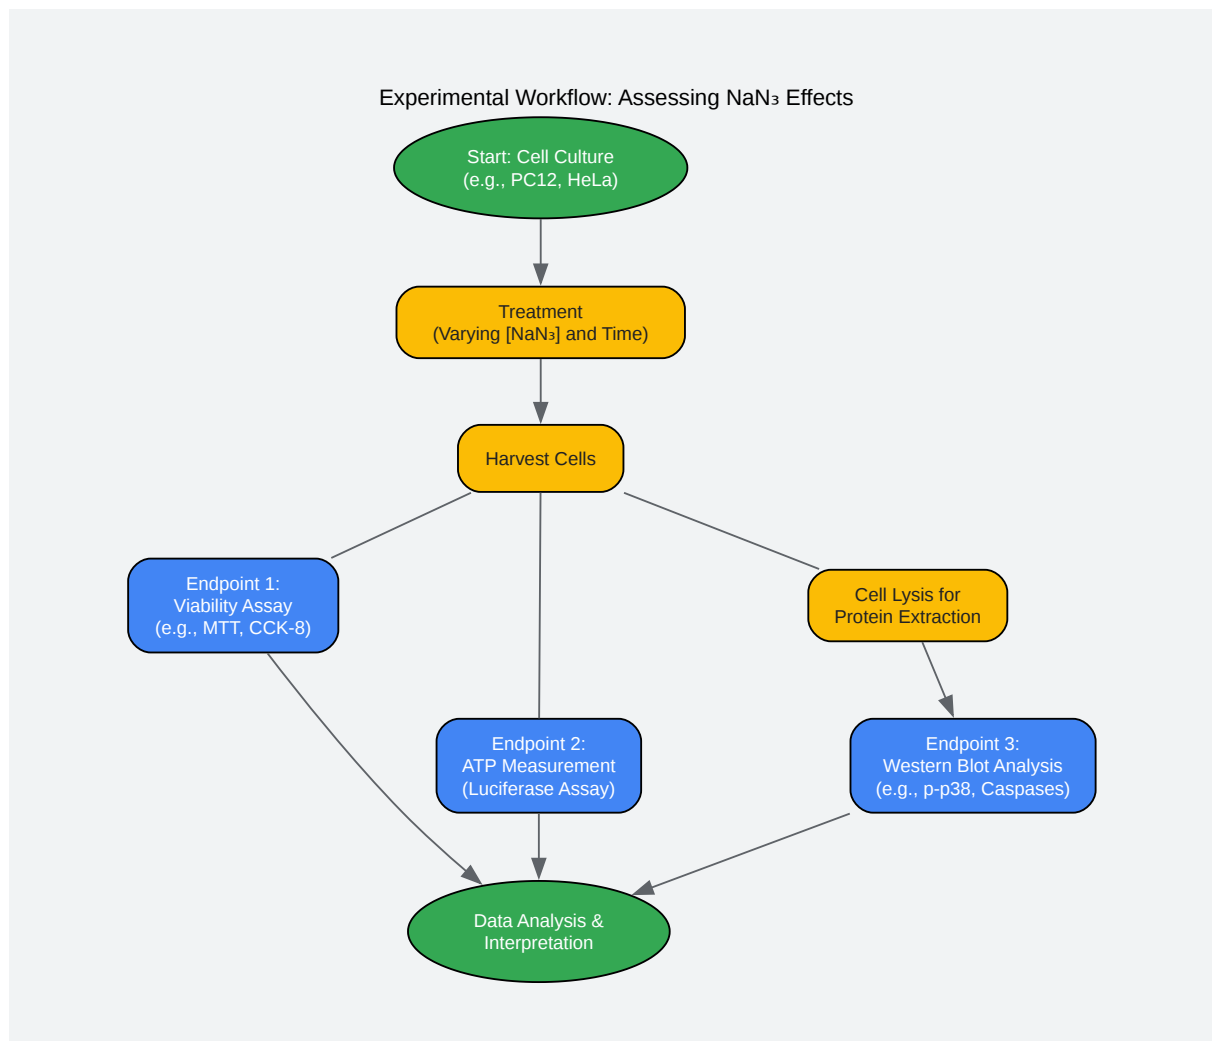 Experimental Workflow: Assessing NaN₃ Effects
Start: Cell Culture
(e.g., PC12, HeLa)
Treatment
(Varying [NaN₃] and Time)
Harvest Cells
Endpoint 1:
Viability Assay
(e.g., MTT, CCK-8)
Cell Lysis for
Protein Extraction
Endpoint 2:
ATP Measurement
(Luciferase Assay)
Endpoint 3:
Western Blot Analysis
(e.g., p-p38, Caspases)
Data Analysis &
Interpretation